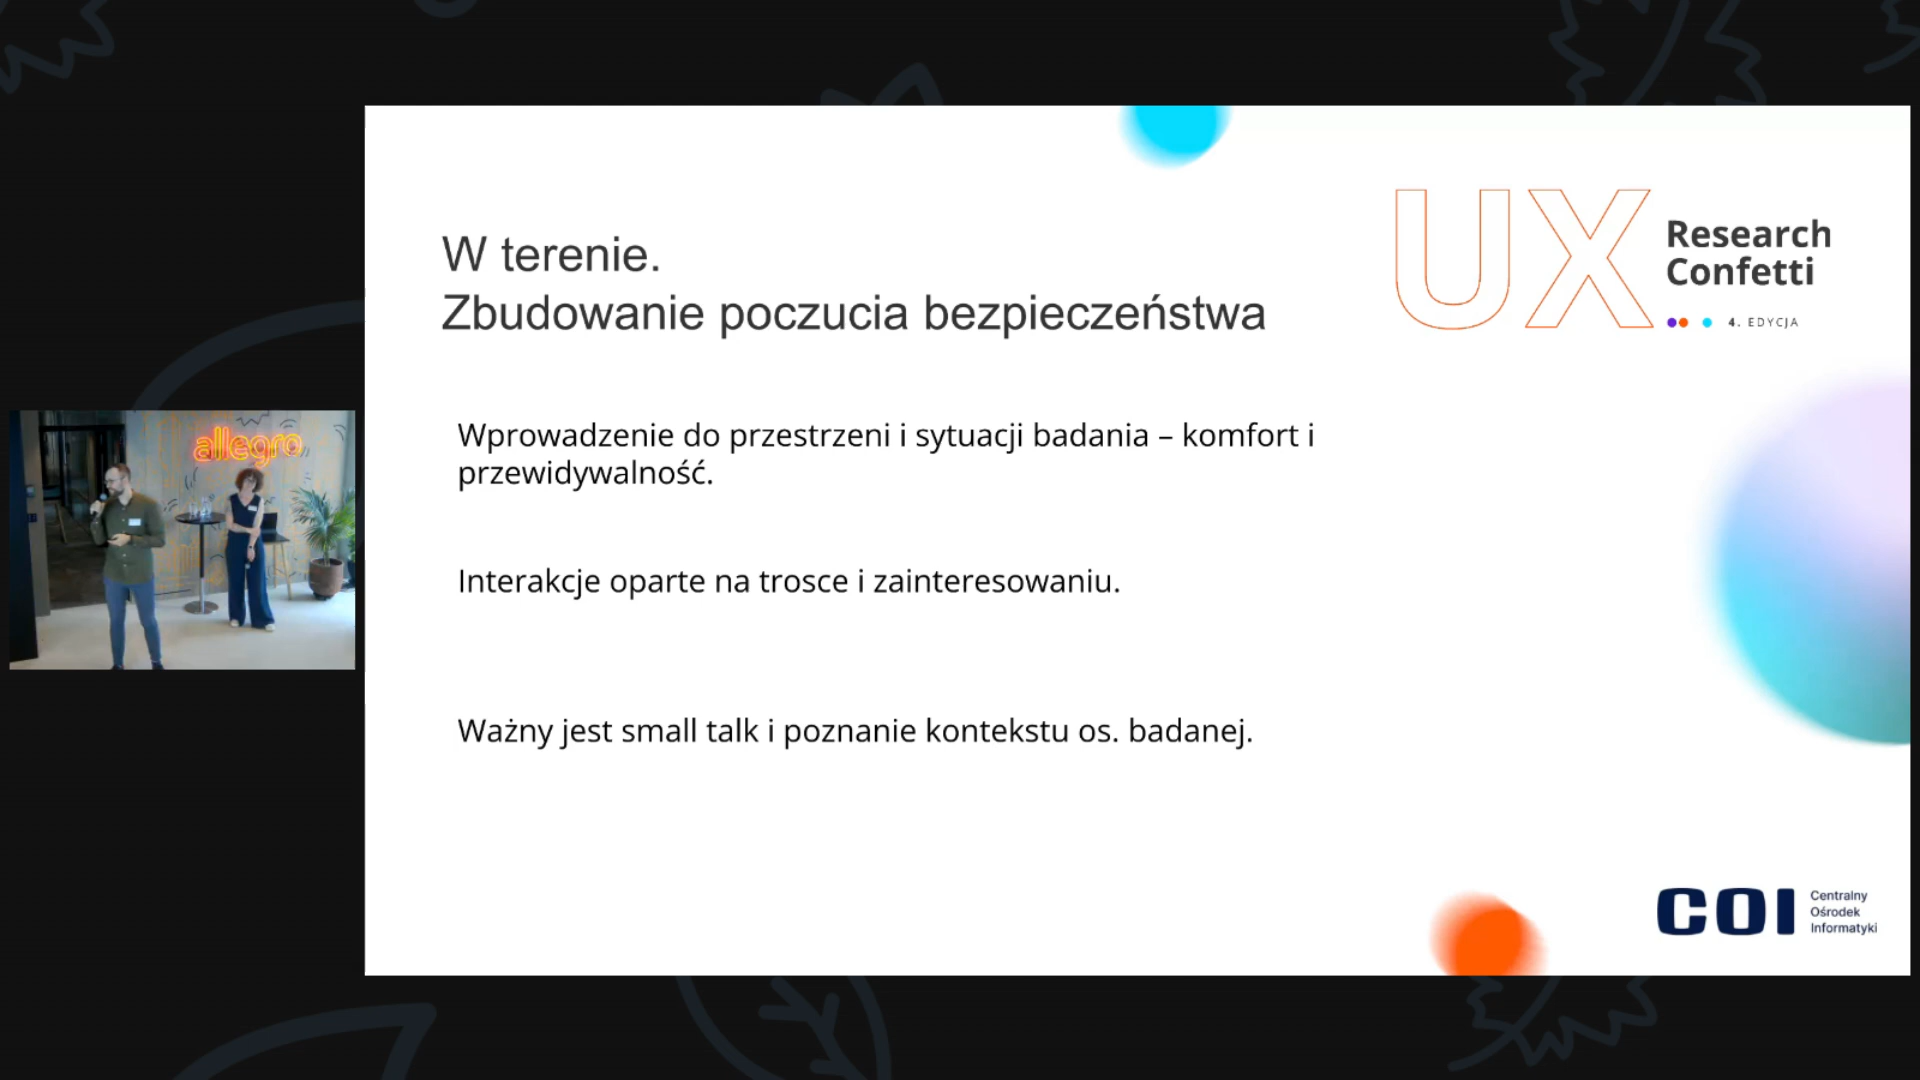 W terenie.
Zbudowanie poczucia bezpieczeństwa
UX
Research
Confetti
4. EDYCJA
Wprowadzenie do przestrzeni i sytuacji badania – komfort i
przewidywalność.
Interakcje oparte na trosce i zainteresowaniu.
Ważny jest small talk i poznanie kontekstu os. badanej.
allegro
COI
Centralny
Ośrodek
Informatyki